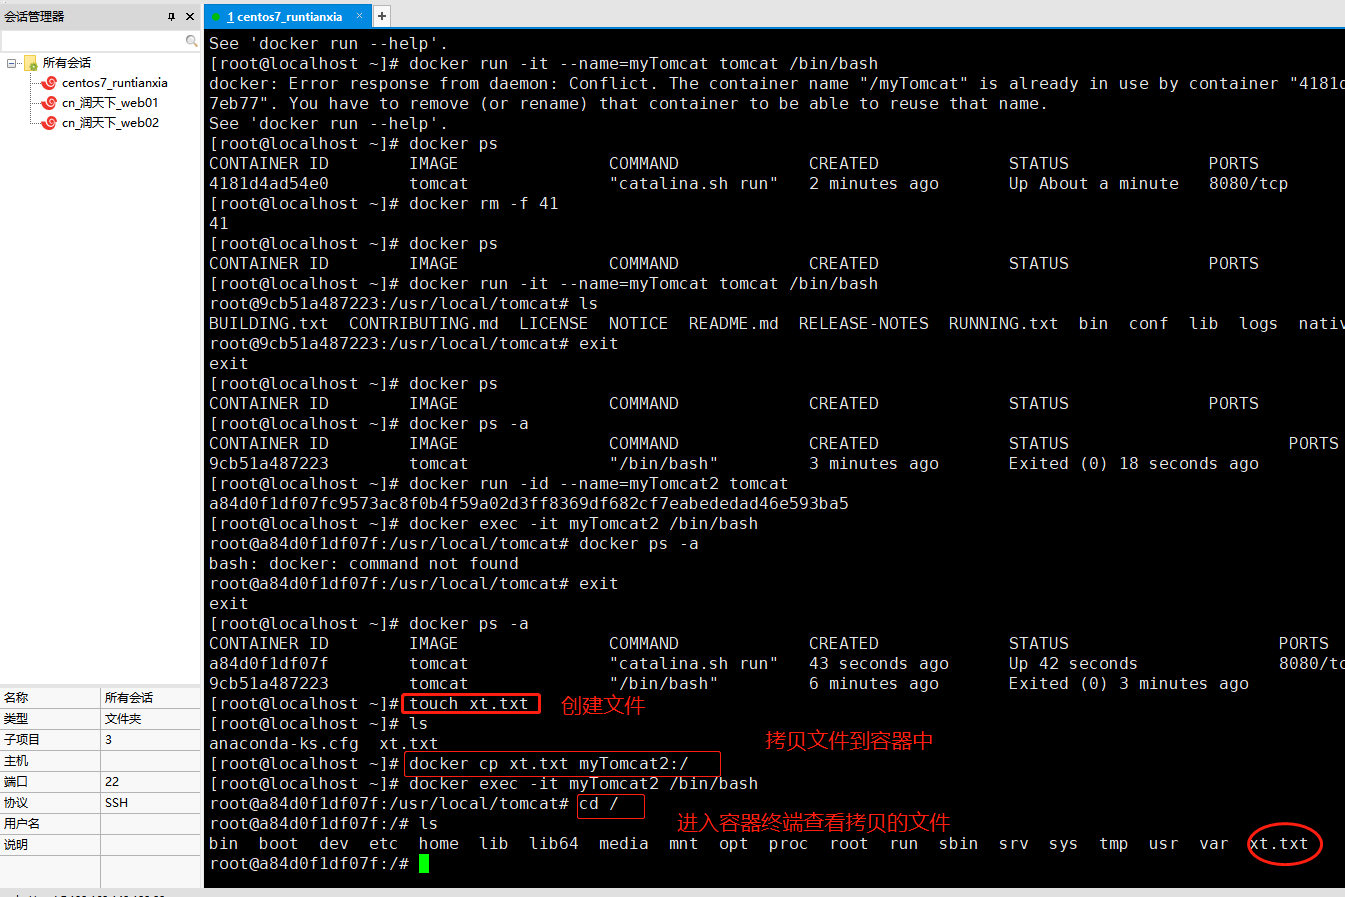 会话管理器
所有会话
centos7_runtianxia
cn_润天下_web01
cn_润天下_web02
名称 所有会话
类型 文件夹
子项目 3
主机
端口 22
协议 SSH
用户名
说明
1 centos7_runtianxia × +
See 'docker run --help'.
[root@localhost ~]# docker run -it --name=myTomcat tomcat /bin/bash
docker: Error response from daemon: Conflict. The container name "/myTomcat" is already in use by container "4181d
7eb77". You have to remove (or rename) that container to be able to reuse that name.
See 'docker run --help'.
[root@localhost ~]# docker ps
CONTAINER ID IMAGE COMMAND CREATED STATUS PORTS
4181d4ad54e0 tomcat "catalina.sh run" 2 minutes ago Up About a minute 8080/tcp
[root@localhost ~]# docker rm -f 41
41
[root@localhost ~]# docker ps
CONTAINER ID IMAGE COMMAND CREATED STATUS PORTS
[root@localhost ~]# docker run -it --name=myTomcat tomcat /bin/bash
root@9cb51a487223:/usr/local/tomcat# ls
BUILDING.txt CONTRIBUTING.md LICENSE NOTICE README.md RELEASE-NOTES RUNNING.txt bin conf lib logs nativ
root@9cb51a487223:/usr/local/tomcat# exit
exit
[root@localhost ~]# docker ps
CONTAINER ID IMAGE COMMAND CREATED STATUS PORTS
[root@localhost ~]# docker ps -a
CONTAINER ID IMAGE COMMAND CREATED STATUS PORTS
9cb51a487223 tomcat "/bin/bash" 3 minutes ago Exited (0) 18 seconds ago
[root@localhost ~]# docker run -id --name=myTomcat2 tomcat
a84d0f1df07fc9573ac8f0b4f59a02d3ff8369df682cf7eabededad46e593ba5
[root@localhost ~]# docker exec -it myTomcat2 /bin/bash
root@a84d0f1df07f:/usr/local/tomcat# docker ps -a
bash: docker: command not found
root@a84d0f1df07f:/usr/local/tomcat# exit
exit
[root@localhost ~]# docker ps -a
CONTAINER ID IMAGE COMMAND CREATED STATUS PORTS
a84d0f1df07f tomcat "catalina.sh run" 43 seconds ago Up 42 seconds 8080/tc
9cb51a487223 tomcat "/bin/bash" 6 minutes ago Exited (0) 3 minutes ago
[root@localhost ~]# touch xt.txt 创建文件
[root@localhost ~]# ls
anaconda-ks.cfg xt.txt 拷贝文件到容器中
[root@localhost ~]# docker cp xt.txt myTomcat2:/
[root@localhost ~]# docker exec -it myTomcat2 /bin/bash
root@a84d0f1df07f:/usr/local/tomcat# cd /
root@a84d0f1df07f:/# ls 进入容器终端查看拷贝的文件
bin boot dev etc home lib lib64 media mnt opt proc root run sbin srv sys tmp usr var xt.txt
root@a84d0f1df07f:/#